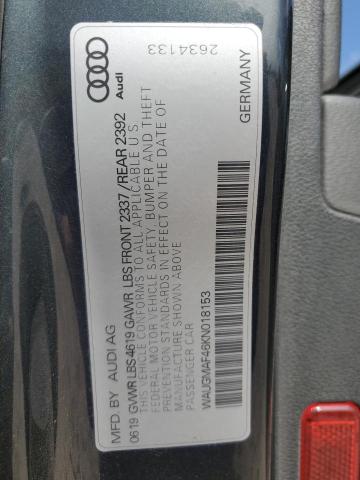 MFD. BY AUDI AG
0619 GVWR LBS 4619 GAWR LBS FRONT 2337 / REAR 2392
THIS VEHICLE CONFORMS TO ALL APPLICABLE U.S.
FEDERAL MOTOR VEHICLE SAFETY, BUMPER AND THEFT
PREVENTION STANDARDS IN EFFECT ON THE DATE OF
MANUFACTURE SHOWN ABOVE
PASSENGER CAR
WAUGMAF46KN018153
Audi
2634133
GERMANY